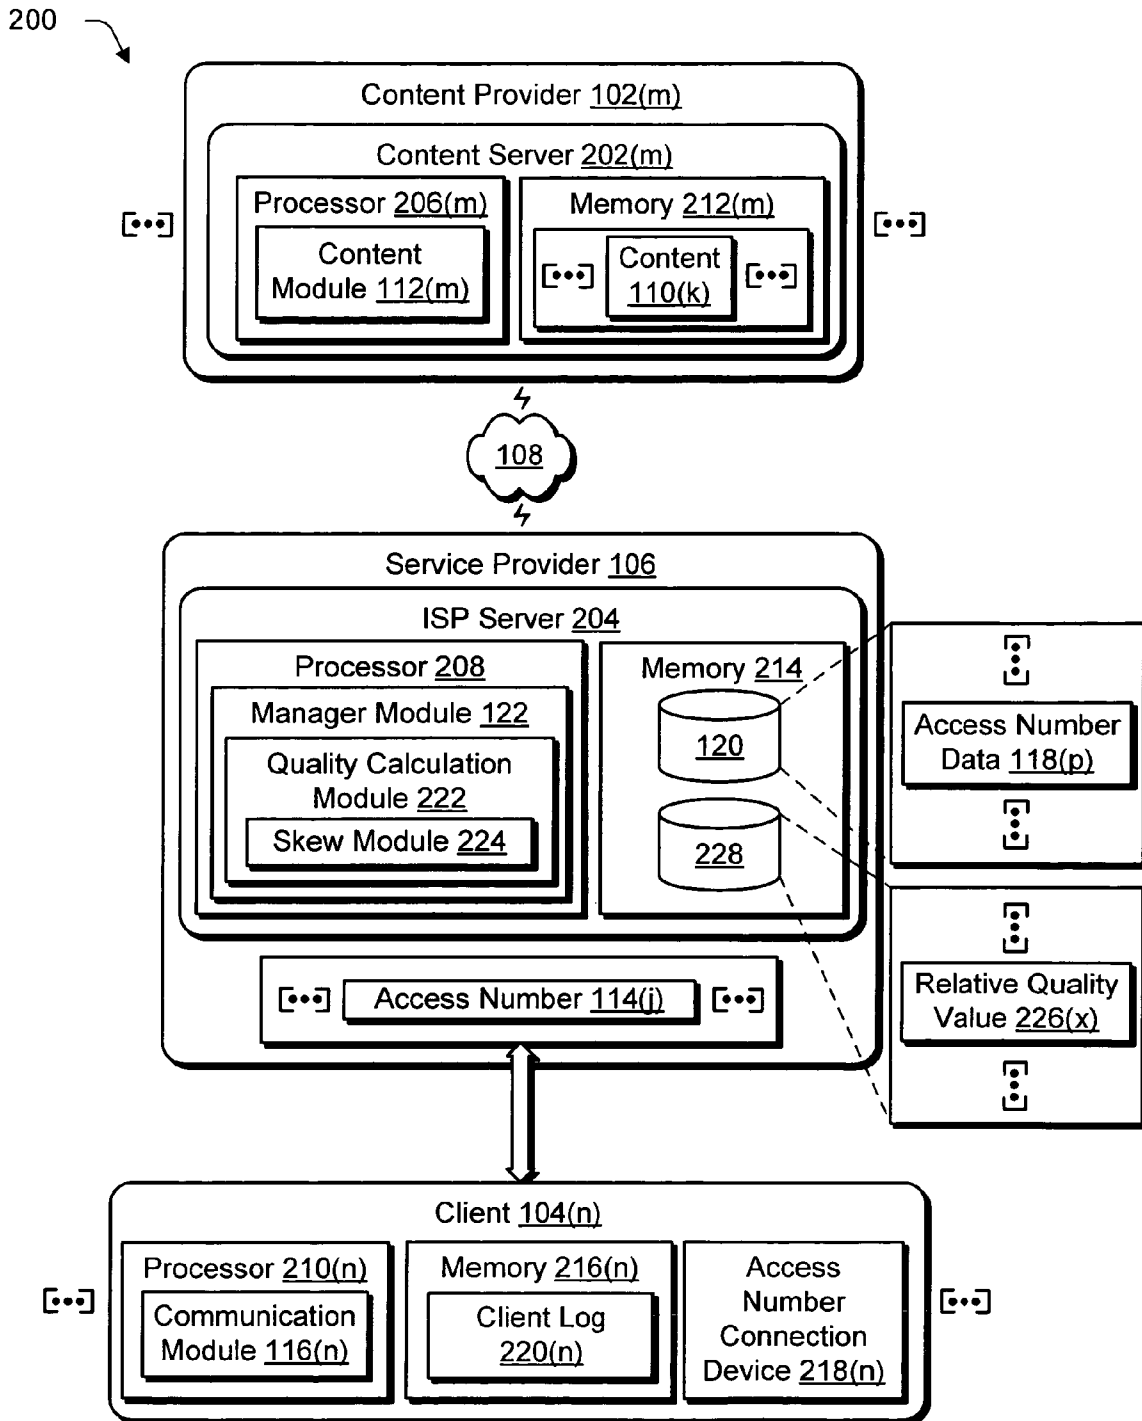 200
Content Provider 102(m)
Content Server 202(m)
Processor 206(m)
Memory 212(m)
[•••]
Content
Module 112(m)
[•••]
Content
110(k)
[•••]
[•••]
108
Service Provider 106
ISP Server 204
Processor 208
Manager Module 122
Quality Calculation
Module 222
Skew Module 224
Memory 214
120
228
[•••]
Access Number
Data 118(p)
[•••]
[•••]
Relative Quality
Value 226(x)
[•••]
[•••]
Access Number 114(j)
[•••]
Client 104(n)
[•••]
Processor 210(n)
Communication
Module 116(n)
Memory 216(n)
Client Log
220(n)
Access
Number
Connection
Device 218(n)
[•••]